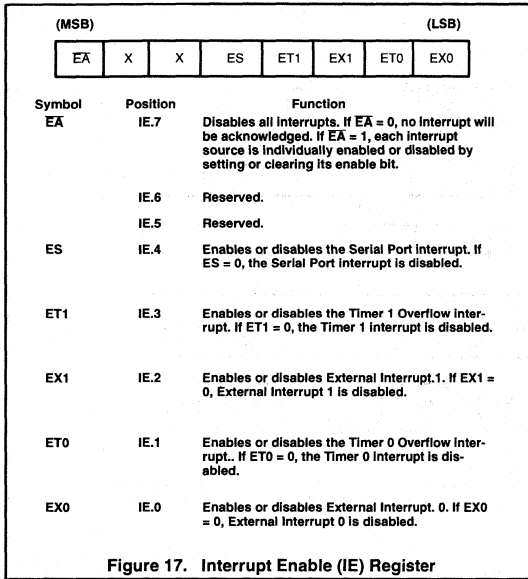 (MSB) (LSB)
E̅A̅ X X ES ET1 EX1 ET0 EX0
Symbol Position Function
E̅A̅ IE.7 Disables all interrupts. If E̅A̅ = 0, no interrupt will
be acknowledged. If E̅A̅ = 1, each interrupt
source is individually enabled or disabled by
setting or clearing its enable bit.
IE.6 Reserved.
IE.5 Reserved.
ES IE.4 Enables or disables the Serial Port interrupt. If
ES = 0, the Serial Port interrupt is disabled.
ET1 IE.3 Enables or disables the Timer 1 Overflow inter-
rupt. If ET1 = 0, the Timer 1 interrupt is disabled.
EX1 IE.2 Enables or disables External Interrupt.1. If EX1 =
0, External Interrupt 1 is disabled.
ET0 IE.1 Enables or disables the Timer 0 Overflow inter-
rupt.. If ET0 = 0, the Timer 0 interrupt is dis-
abled.
EX0 IE.0 Enables or disables External Interrupt. 0. If EX0
= 0, External Interrupt 0 is disabled.
Figure 17. Interrupt Enable (IE) Register